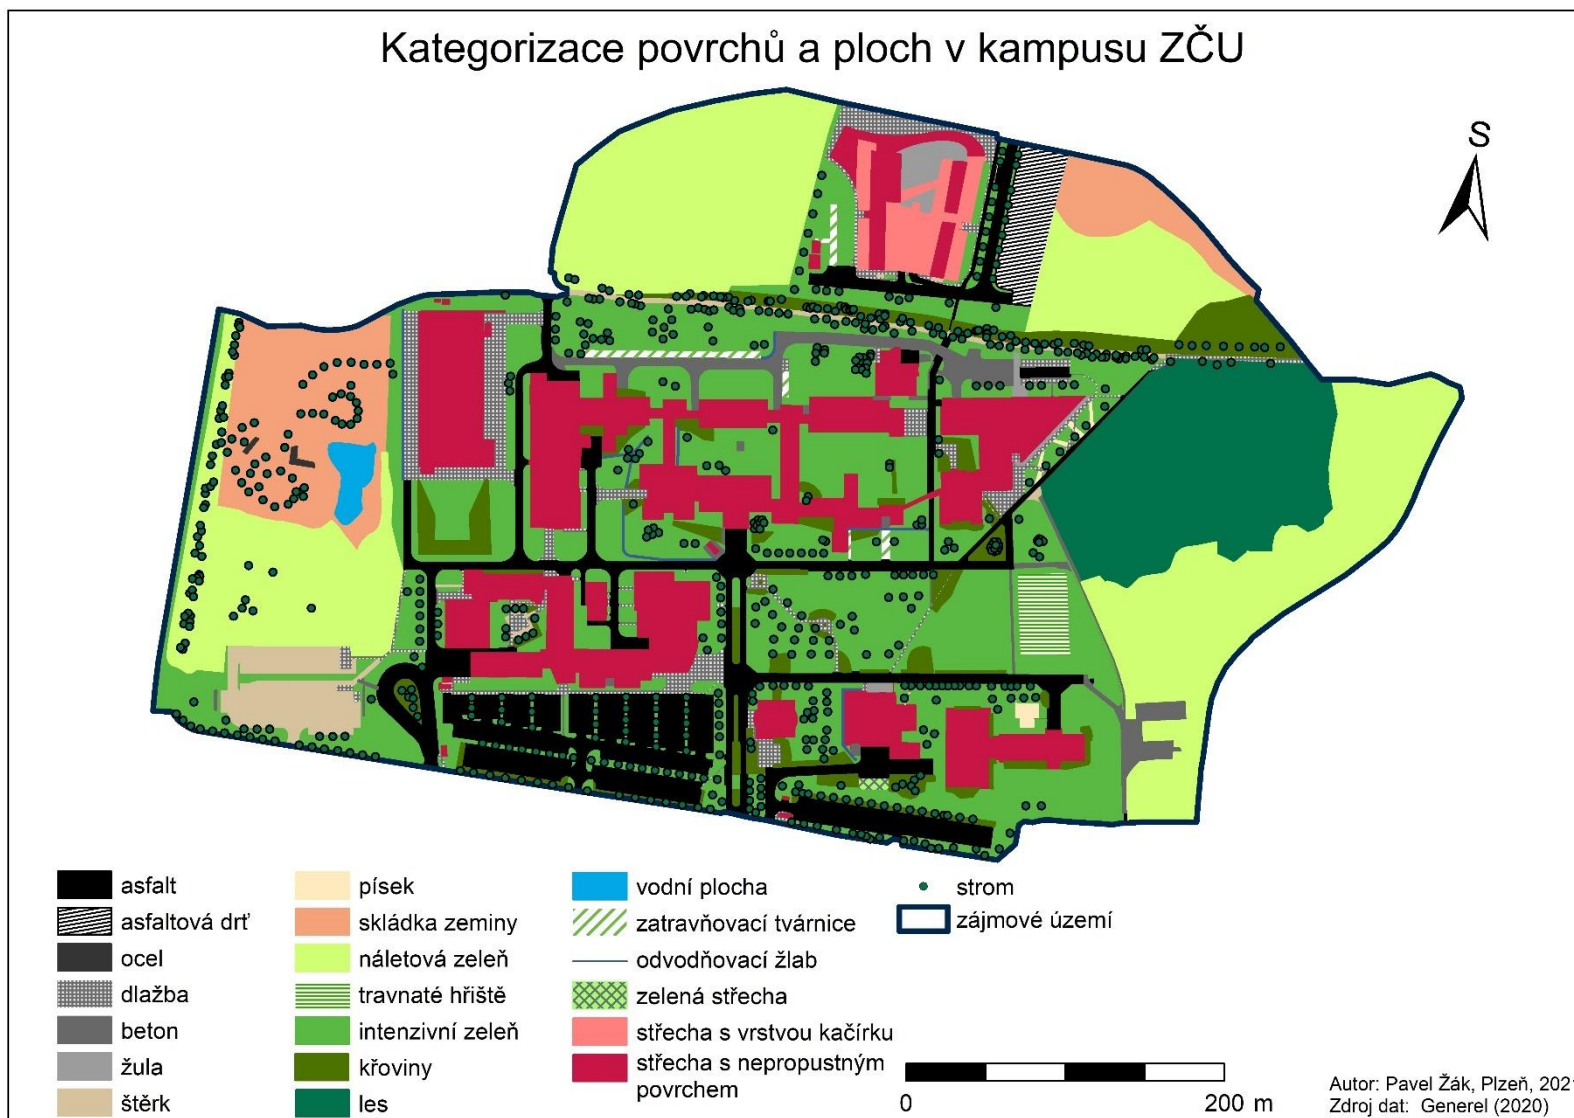 Kategorizace povrchů a ploch v kampusu ZČU
S
asfalt
asfaltová drť
ocel
dlažba
beton
žula
štěrk
písek
skládka zeminy
náletová zeleň
travnaté hřiště
intenzivní zeleň
křoviny
les
vodní plocha
zatravňovací tvárnice
odvodňovací žlab
zelená střecha
střecha s vrstvou kačírku
střecha s nepropustným
povrchem
strom
zájmové území
0 200 m
Autor: Pavel Žák, Plzeň, 202
Zdroj dat: Generel (2020)